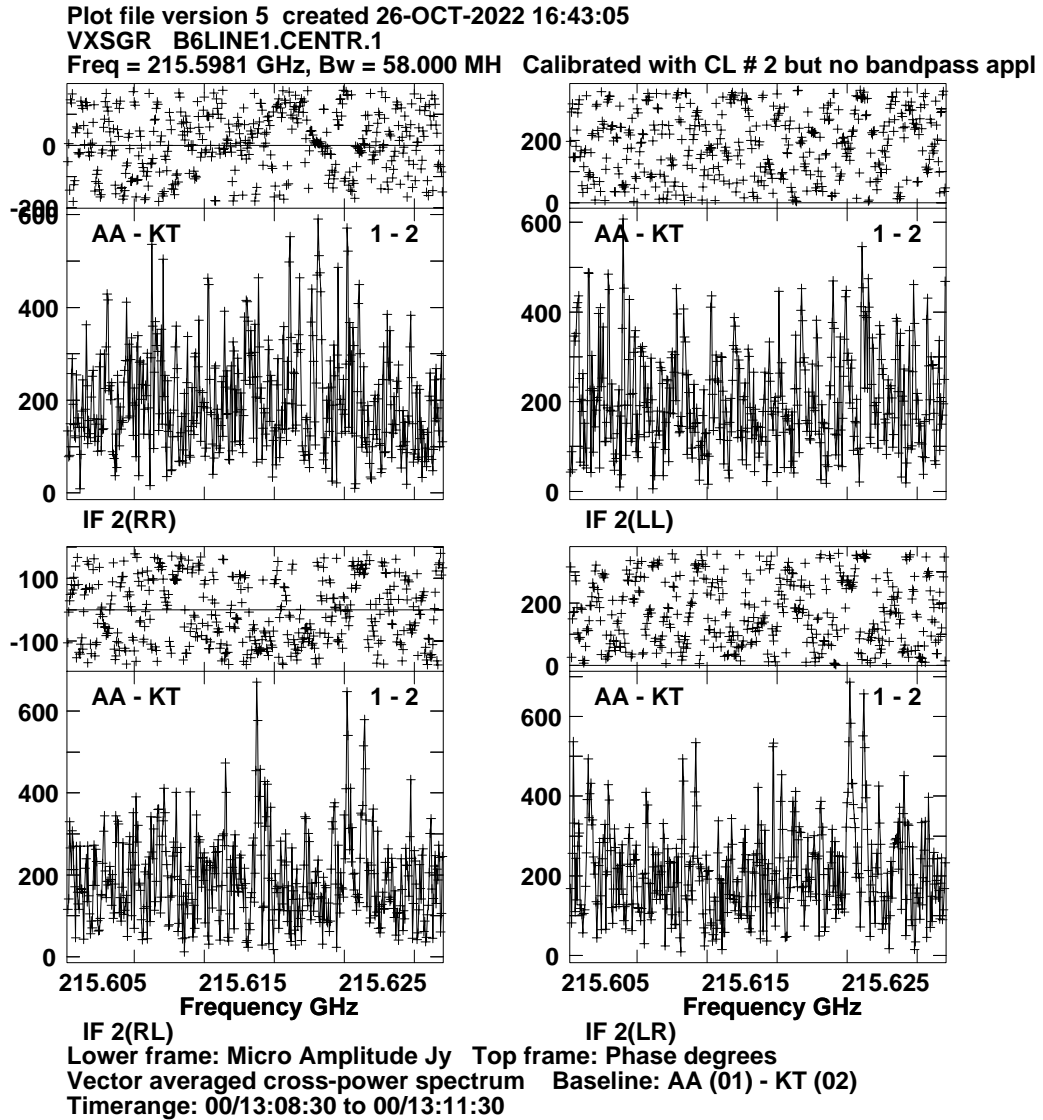 Plot file version 5 created 26-OCT-2022 16:43:05
VXSGR B6LINE1.CENTR.1
Freq = 215.5981 GHz, Bw = 58.000 MH Calibrated with CL # 2 but no bandpass appl
0
-200
200
0
600
400
200
0
AA - KT 1 - 2
600
400
200
0
AA - KT 1 - 2
IF 2(RR)
IF 2(LL)
100
-100
200
0
600
400
200
0
AA - KT 1 - 2
600
400
200
0
AA - KT 1 - 2
215.605 215.615 215.625
215.605 215.615 215.625
Frequency GHz
Frequency GHz
IF 2(RL)
IF 2(LR)
Lower frame: Micro Amplitude Jy Top frame: Phase degrees
Vector averaged cross-power spectrum Baseline: AA (01) - KT (02)
Timerange: 00/13:08:30 to 00/13:11:30